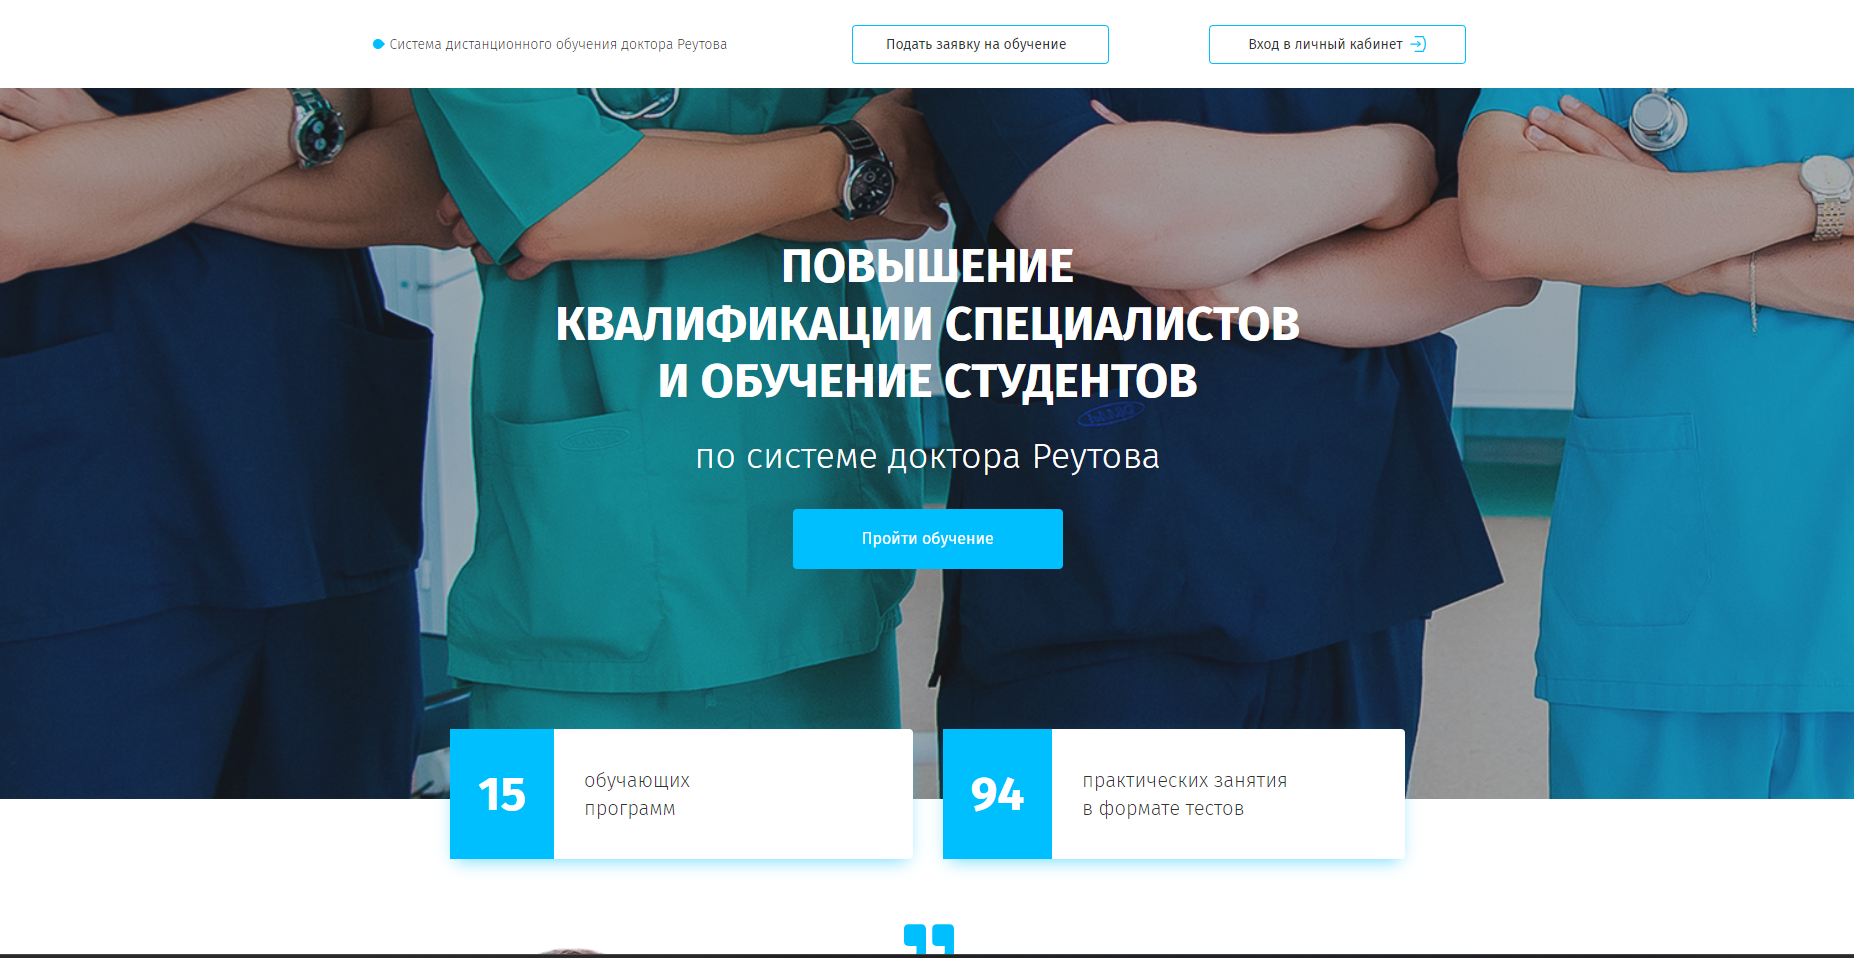 Система дистанционного обучения доктора Реутова
Подать заявку на обучение
Вход в личный кабинет
ПОВЫШЕНИЕ
КВАЛИФИКАЦИИ СПЕЦИАЛИСТОВ
И ОБУЧЕНИЕ СТУДЕНТОВ
по системе доктора Реутова
Пройти обучение
15
обучающих
программ
94
практических занятия
в формате тестов